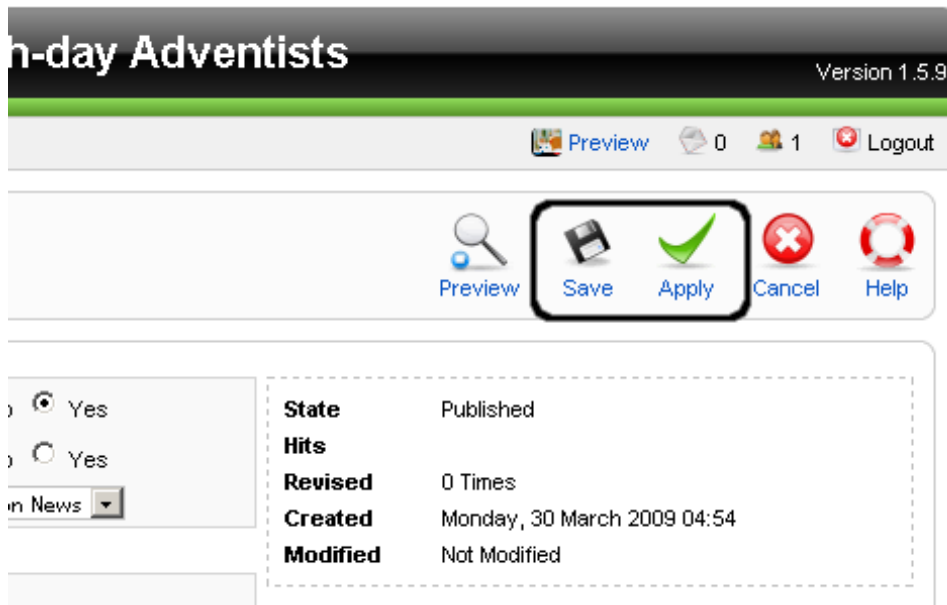 h-day Adventists
Version 1.5.9
Preview 0 1 Logout
Preview Save Apply Cancel Help
Yes
Yes
on News
State Published
Hits
Revised 0 Times
Created Monday, 30 March 2009 04:54
Modified Not Modified